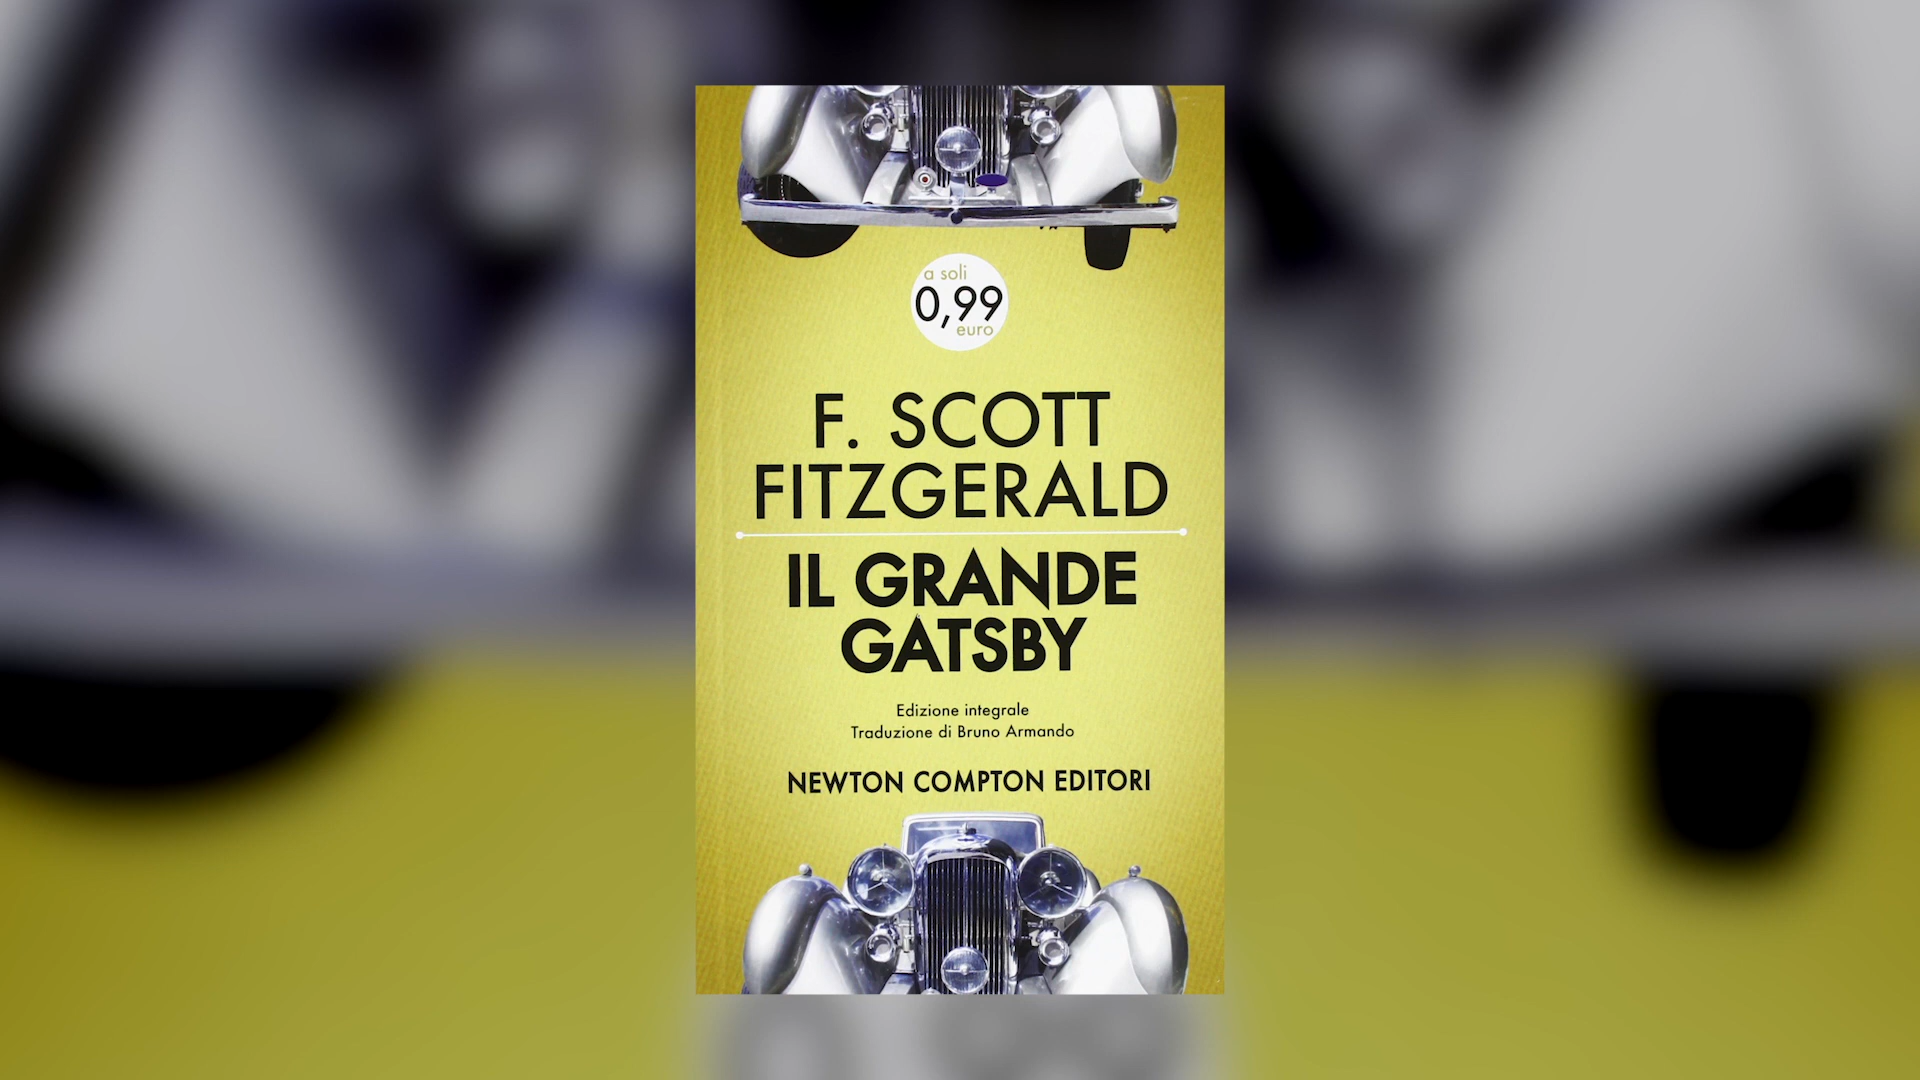 a soli
0,99
euro
F. SCOTT
FITZGERALD
IL GRANDE
GATSBY
Edizione integrale
Traduzione di Bruno Armando
NEWTON COMPTON EDITORI